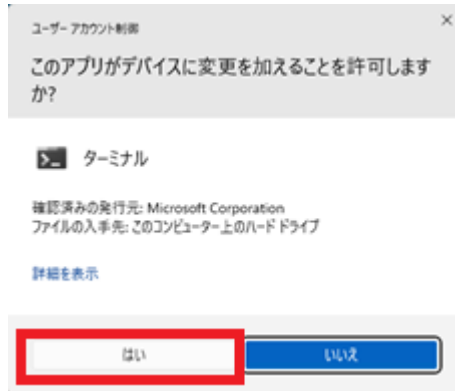 ユーザー アカウント制御
×
このアプリがデバイスに変更を加えることを許可します
か?
ターミナル
確認済みの発行元: Microsoft Corporation
ファイルの入手先: このコンピューター上のハード ドライブ
詳細を表示
はい
いいえ